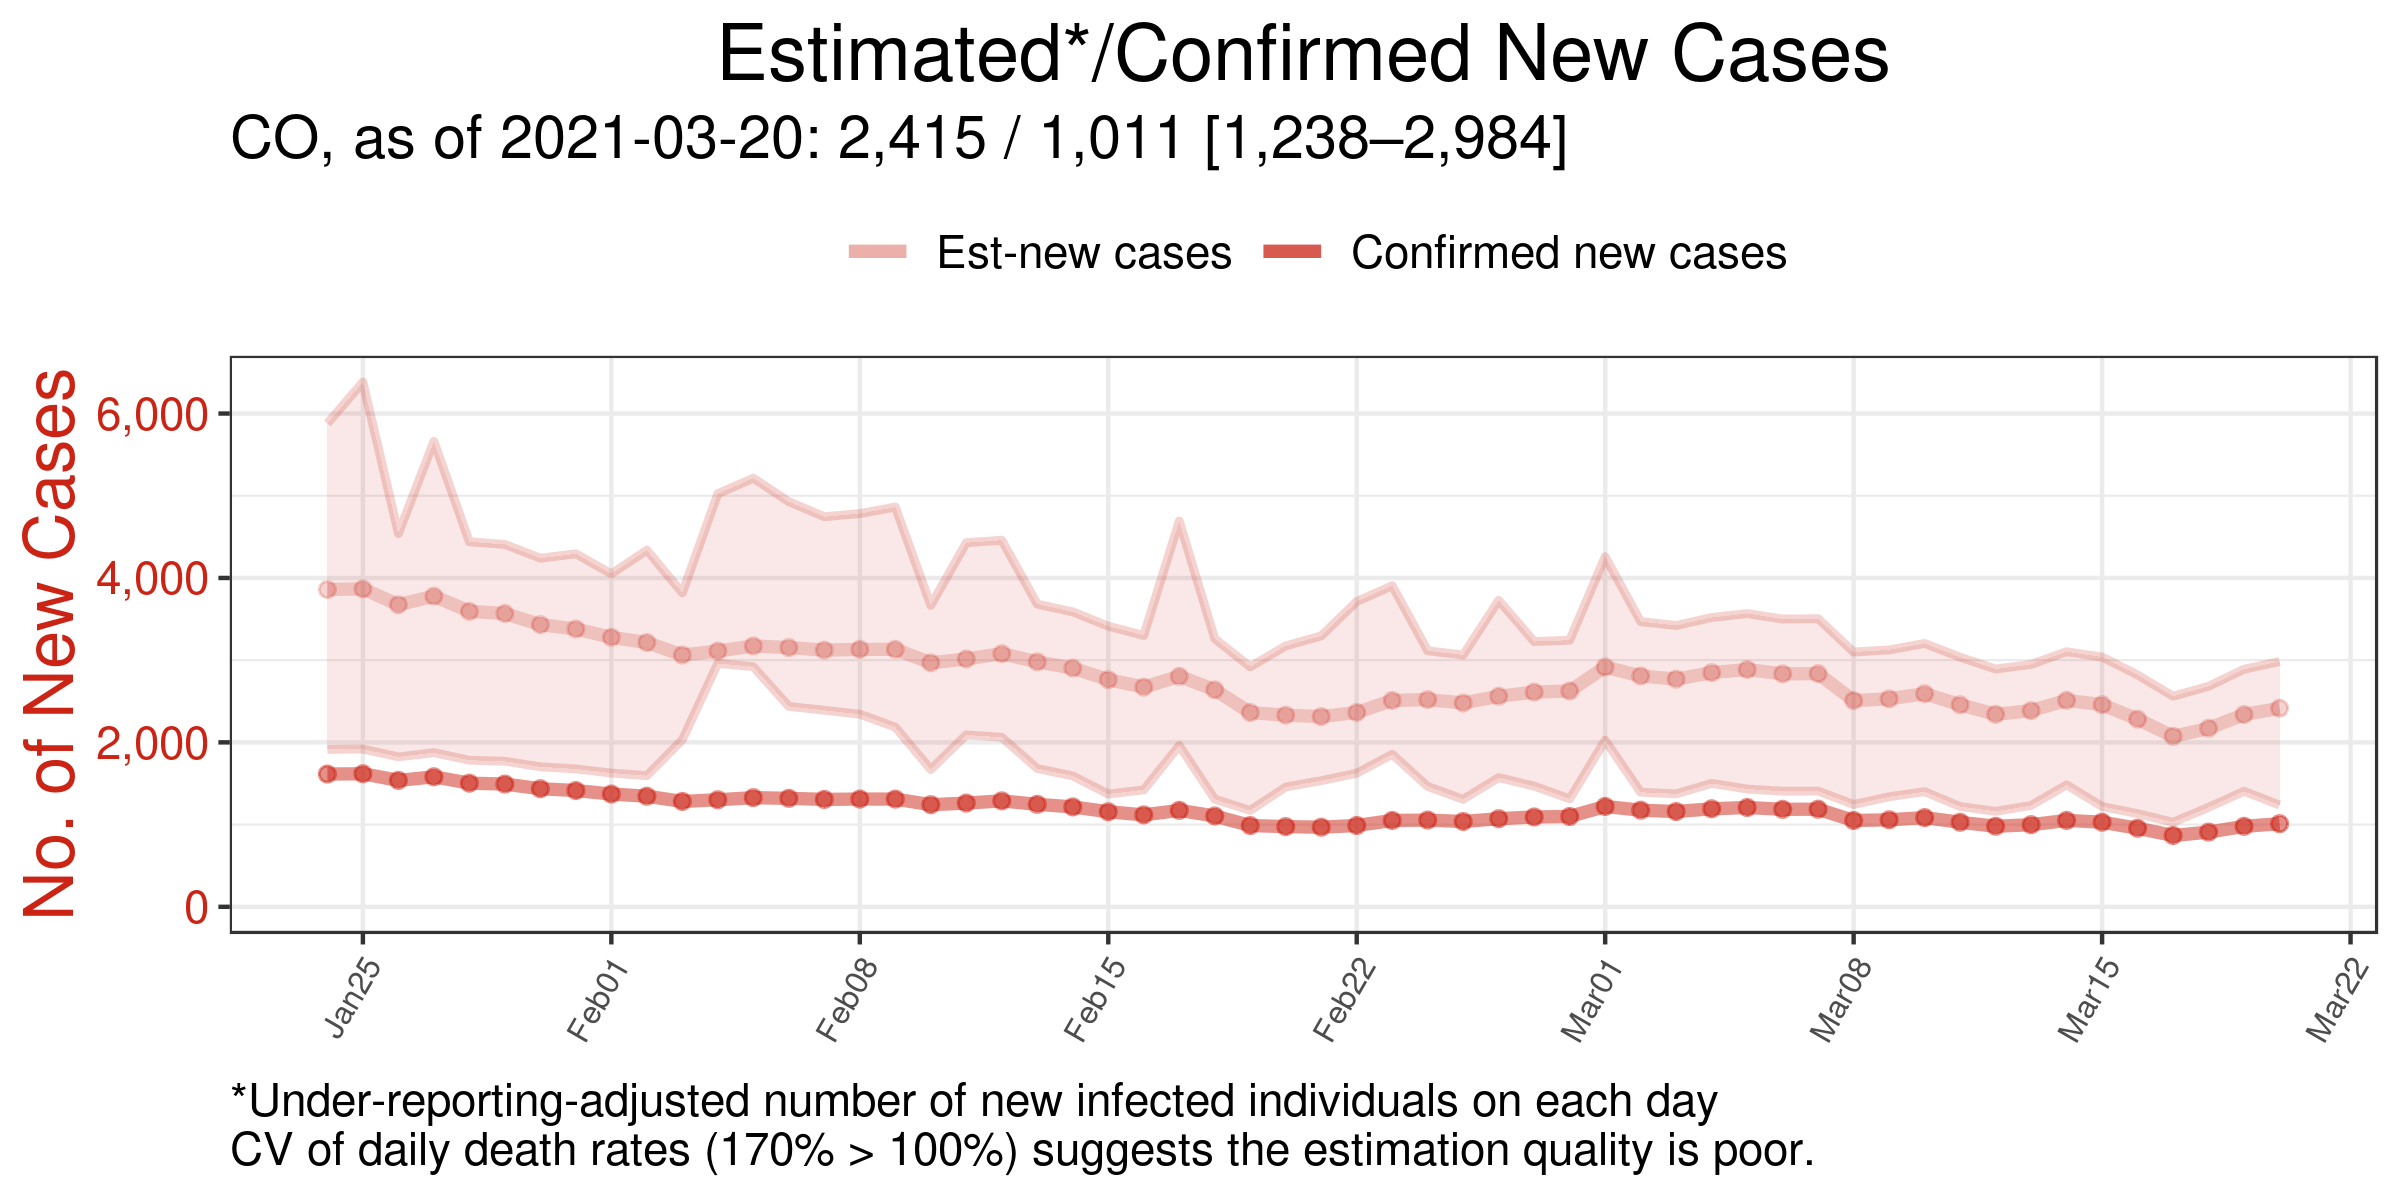 Estimated*/Confirmed New Cases
CO, as of 2021-03-20: 2,415 / 1,011 [1,238–2,984]
Est-new cases Confirmed new cases
No. of New Cases
6,000
4,000
2,000
0
Jan25 Feb01 Feb08 Feb15 Feb22 Mar01 Mar08 Mar15 Mar22
*Under-reporting-adjusted number of new infected individuals on each day
CV of daily death rates (170% > 100%) suggests the estimation quality is poor.